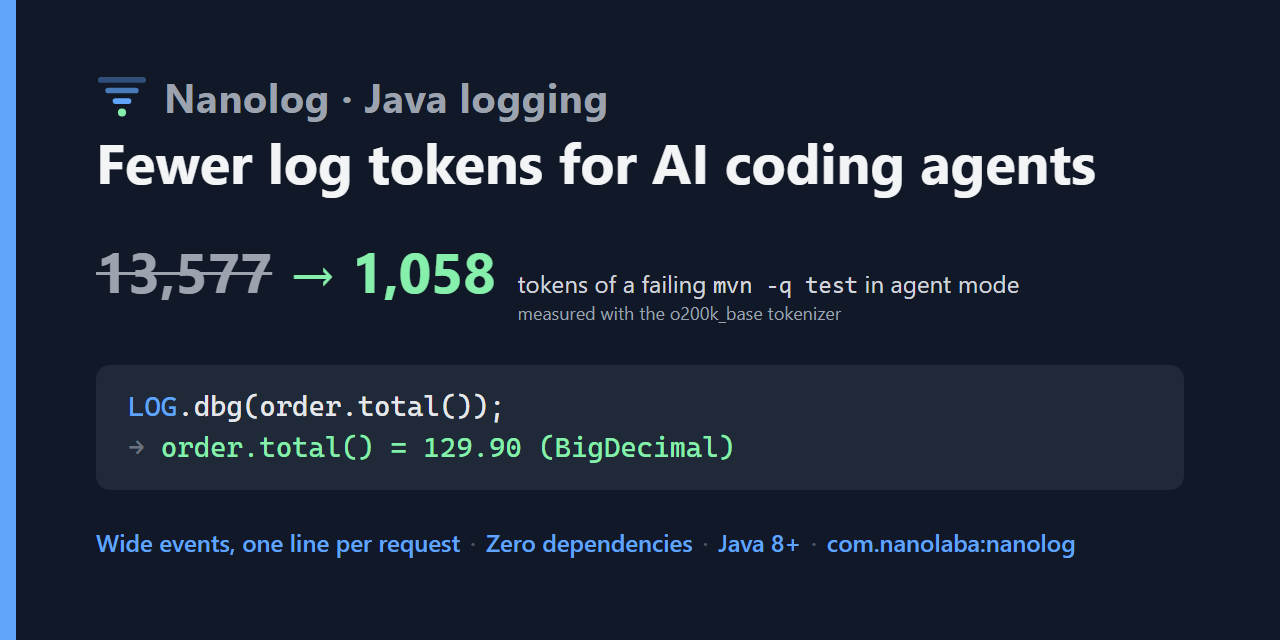 Nanolog · Java logging
Fewer log tokens for AI coding agents
13,577 → 1,058 tokens of a failing mvn -q test in agent mode
measured with the o200k_base tokenizer
LOG.dbg(order.total());
→ order.total() = 129.90 (BigDecimal)
Wide events, one line per request · Zero dependencies · Java 8+ · com.nanolaba:nanolog